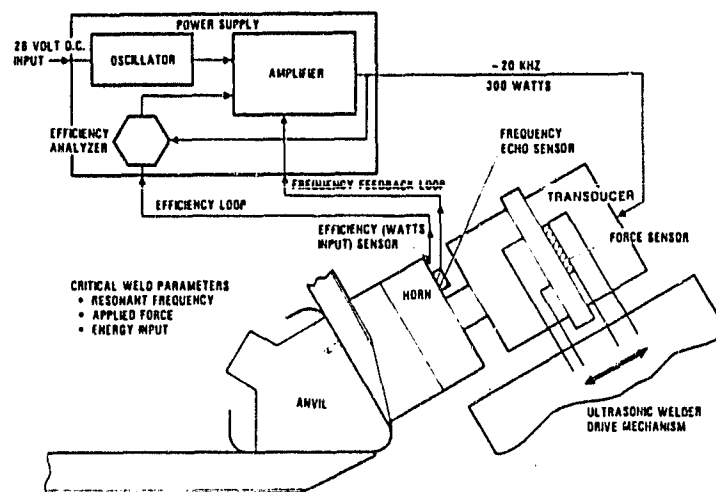 POWER SUPPLY
28 VOLT D.C.
INPUT
OSCILLATOR
AMPLIFIER
~20 KHZ
300 WATTS
EFFICIENCY
ANALYZER
FREQUENCY
ECHO SENSOR
FREQUENCY FEEDBACK LOOP
TRANSDUCER
EFFICIENCY LOOP
EFFICIENCY (WATTS
INPUT) SENSOR
FORCE SENSOR
CRITICAL WELD PARAMETERS
• RESONANT FREQUENCY
• APPLIED FORCE
• ENERGY INPUT
HORN
ANVIL
ULTRASONIC WELDER
DRIVE MECHANISM